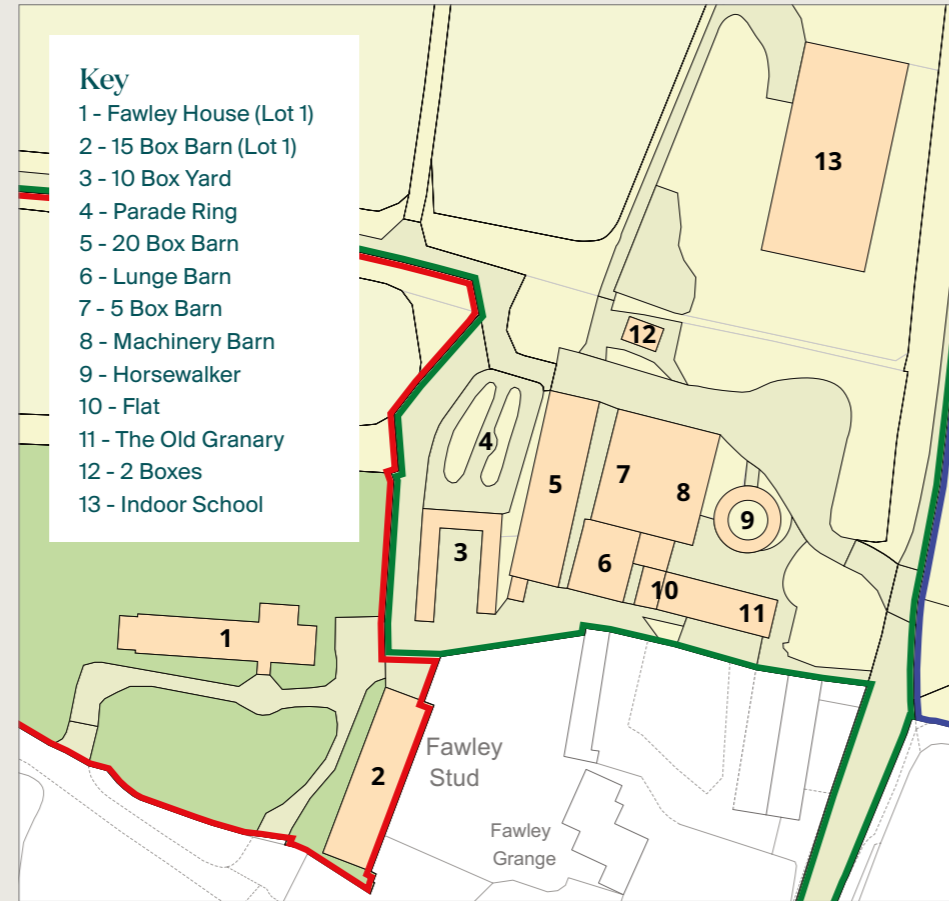 Key
1 - Fawley House (Lot 1)
2 - 15 Box Barn (Lot 1)
3 - 10 Box Yard
4 - Parade Ring
5 - 20 Box Barn
6 - Lunge Barn
7 - 5 Box Barn
8 - Machinery Barn
9 - Horsewalker
10 - Flat
11 - The Old Granary
12 - 2 Boxes
13 - Indoor School
13
12
4
5
7
8
9
3
6
10
11
1
2
Fawley
Stud
Fawley
Grange